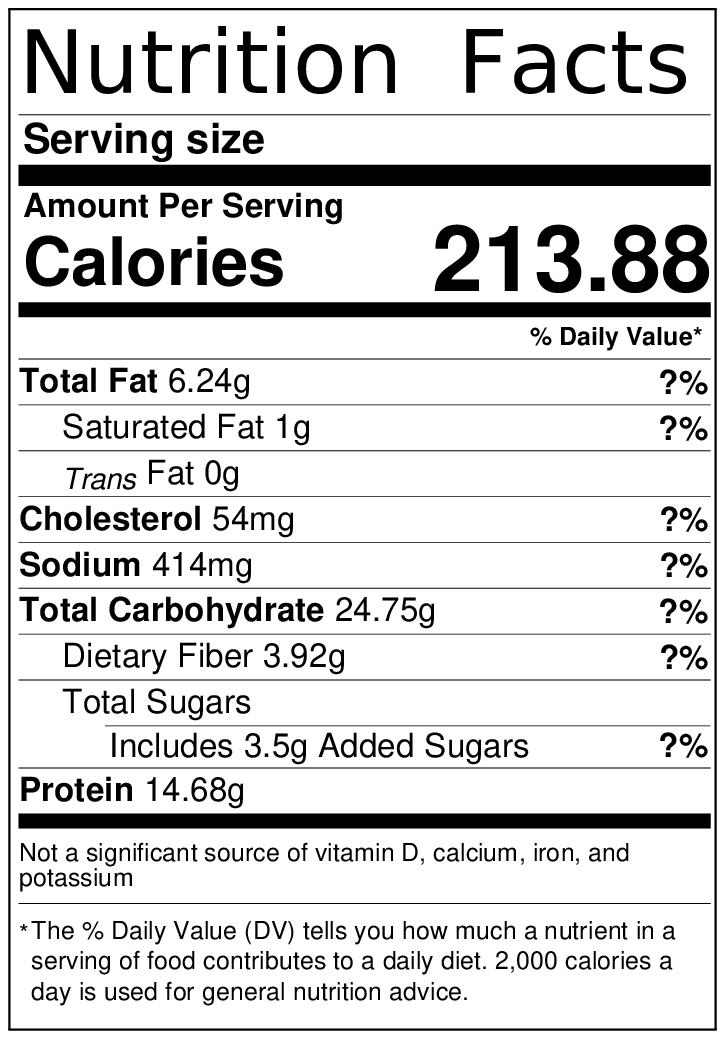 Nutrition Facts
Serving size
Amount Per Serving
Calories 213.88
% Daily Value*
Total Fat 6.24g ?%
Saturated Fat 1g ?%
Trans Fat 0g
Cholesterol 54mg ?%
Sodium 414mg ?%
Total Carbohydrate 24.75g ?%
Dietary Fiber 3.92g ?%
Total Sugars
Includes 3.5g Added Sugars ?%
Protein 14.68g
Not a significant source of vitamin D, calcium, iron, and
potassium
*The % Daily Value (DV) tells you how much a nutrient in a
serving of food contributes to a daily diet. 2,000 calories a
day is used for general nutrition advice.